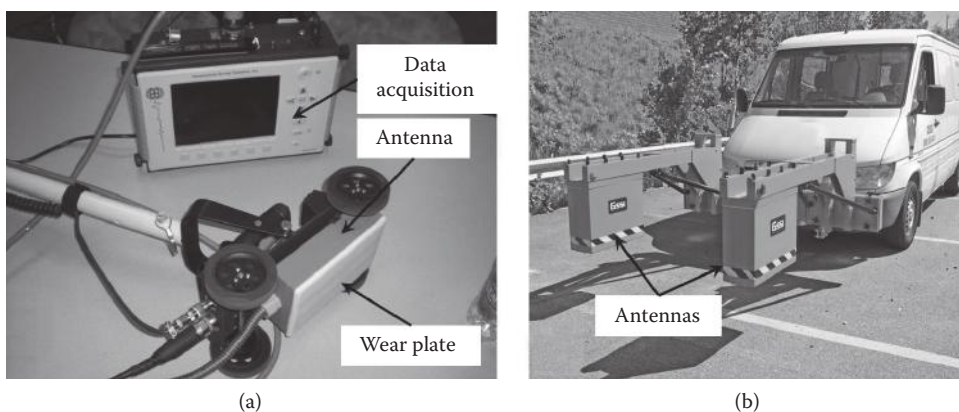 Data
acquisition
Antenna
Wear plate
Antennas
(a)
(b)